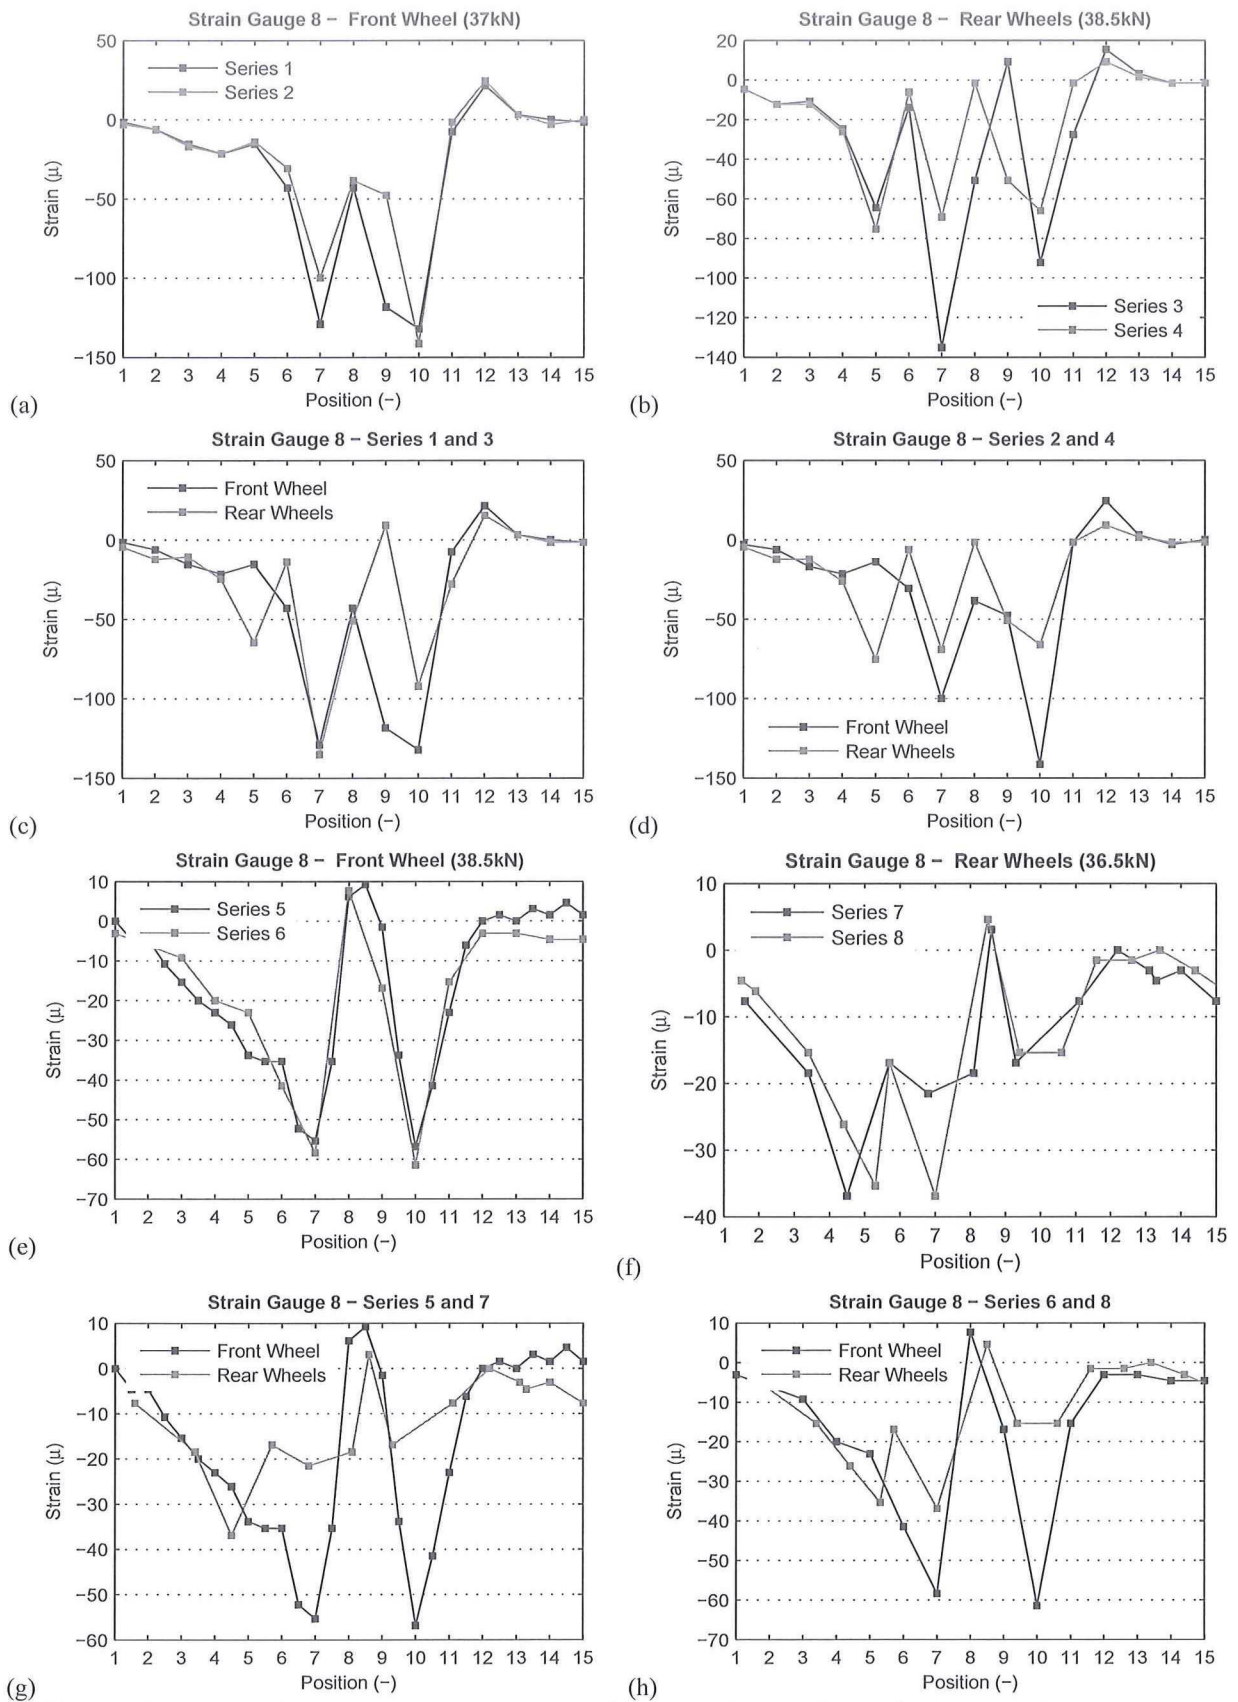 Strain Gauge 8 – Front Wheel (37kN)
50
0
−50
−100
−150
Strain (μ)
Series 1
Series 2
1 2 3 4 5 6 7 8 9 10 11 12 13 14 15
Position (−)
(a)
Strain Gauge 8 – Rear Wheels (38.5kN)
20
0
−20
−40
−60
−80
−100
−120
−140
Strain (μ)
Series 3
Series 4
1 2 3 4 5 6 7 8 9 10 11 12 13 14 15
Position (−)
(b)
Strain Gauge 8 – Series 1 and 3
50
0
−50
−100
−150
Strain (μ)
Front Wheel
Rear Wheels
1 2 3 4 5 6 7 8 9 10 11 12 13 14 15
Position (−)
(c)
Strain Gauge 8 – Series 2 and 4
50
0
−50
−100
−150
Strain (μ)
Front Wheel
Rear Wheels
1 2 3 4 5 6 7 8 9 10 11 12 13 14 15
Position (−)
(d)
Strain Gauge 8 – Front Wheel (38.5kN)
10
0
−10
−20
−30
−40
−50
−60
−70
Strain (μ)
Series 5
Series 6
1 2 3 4 5 6 7 8 9 10 11 12 13 14 15
Position (−)
(e)
Strain Gauge 8 – Rear Wheels (36.5kN)
10
0
−10
−20
−30
−40
Strain (μ)
Series 7
Series 8
1 2 3 4 5 6 7 8 9 10 11 12 13 14 15
Position (−)
(f)
Strain Gauge 8 – Series 5 and 7
10
0
−10
−20
−30
−40
−50
−60
Strain (μ)
Front Wheel
Rear Wheels
1 2 3 4 5 6 7 8 9 10 11 12 13 14 15
Position (−)
(g)
Strain Gauge 8 – Series 6 and 8
10
0
−10
−20
−30
−40
−50
−60
−70
Strain (μ)
Front Wheel
Rear Wheels
1 2 3 4 5 6 7 8 9 10 11 12 13 14 15
Position (−)
(h)